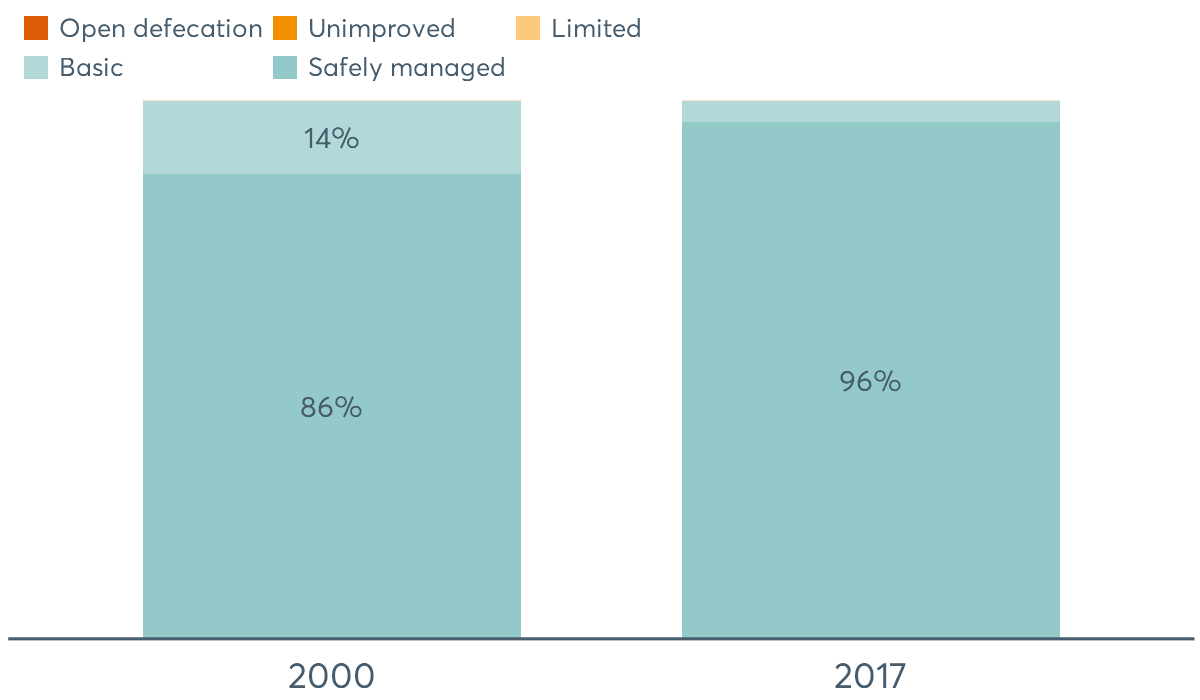 Open defecation Unimproved Limited
Basic Safely managed
14%
86%
96%
2000 2017